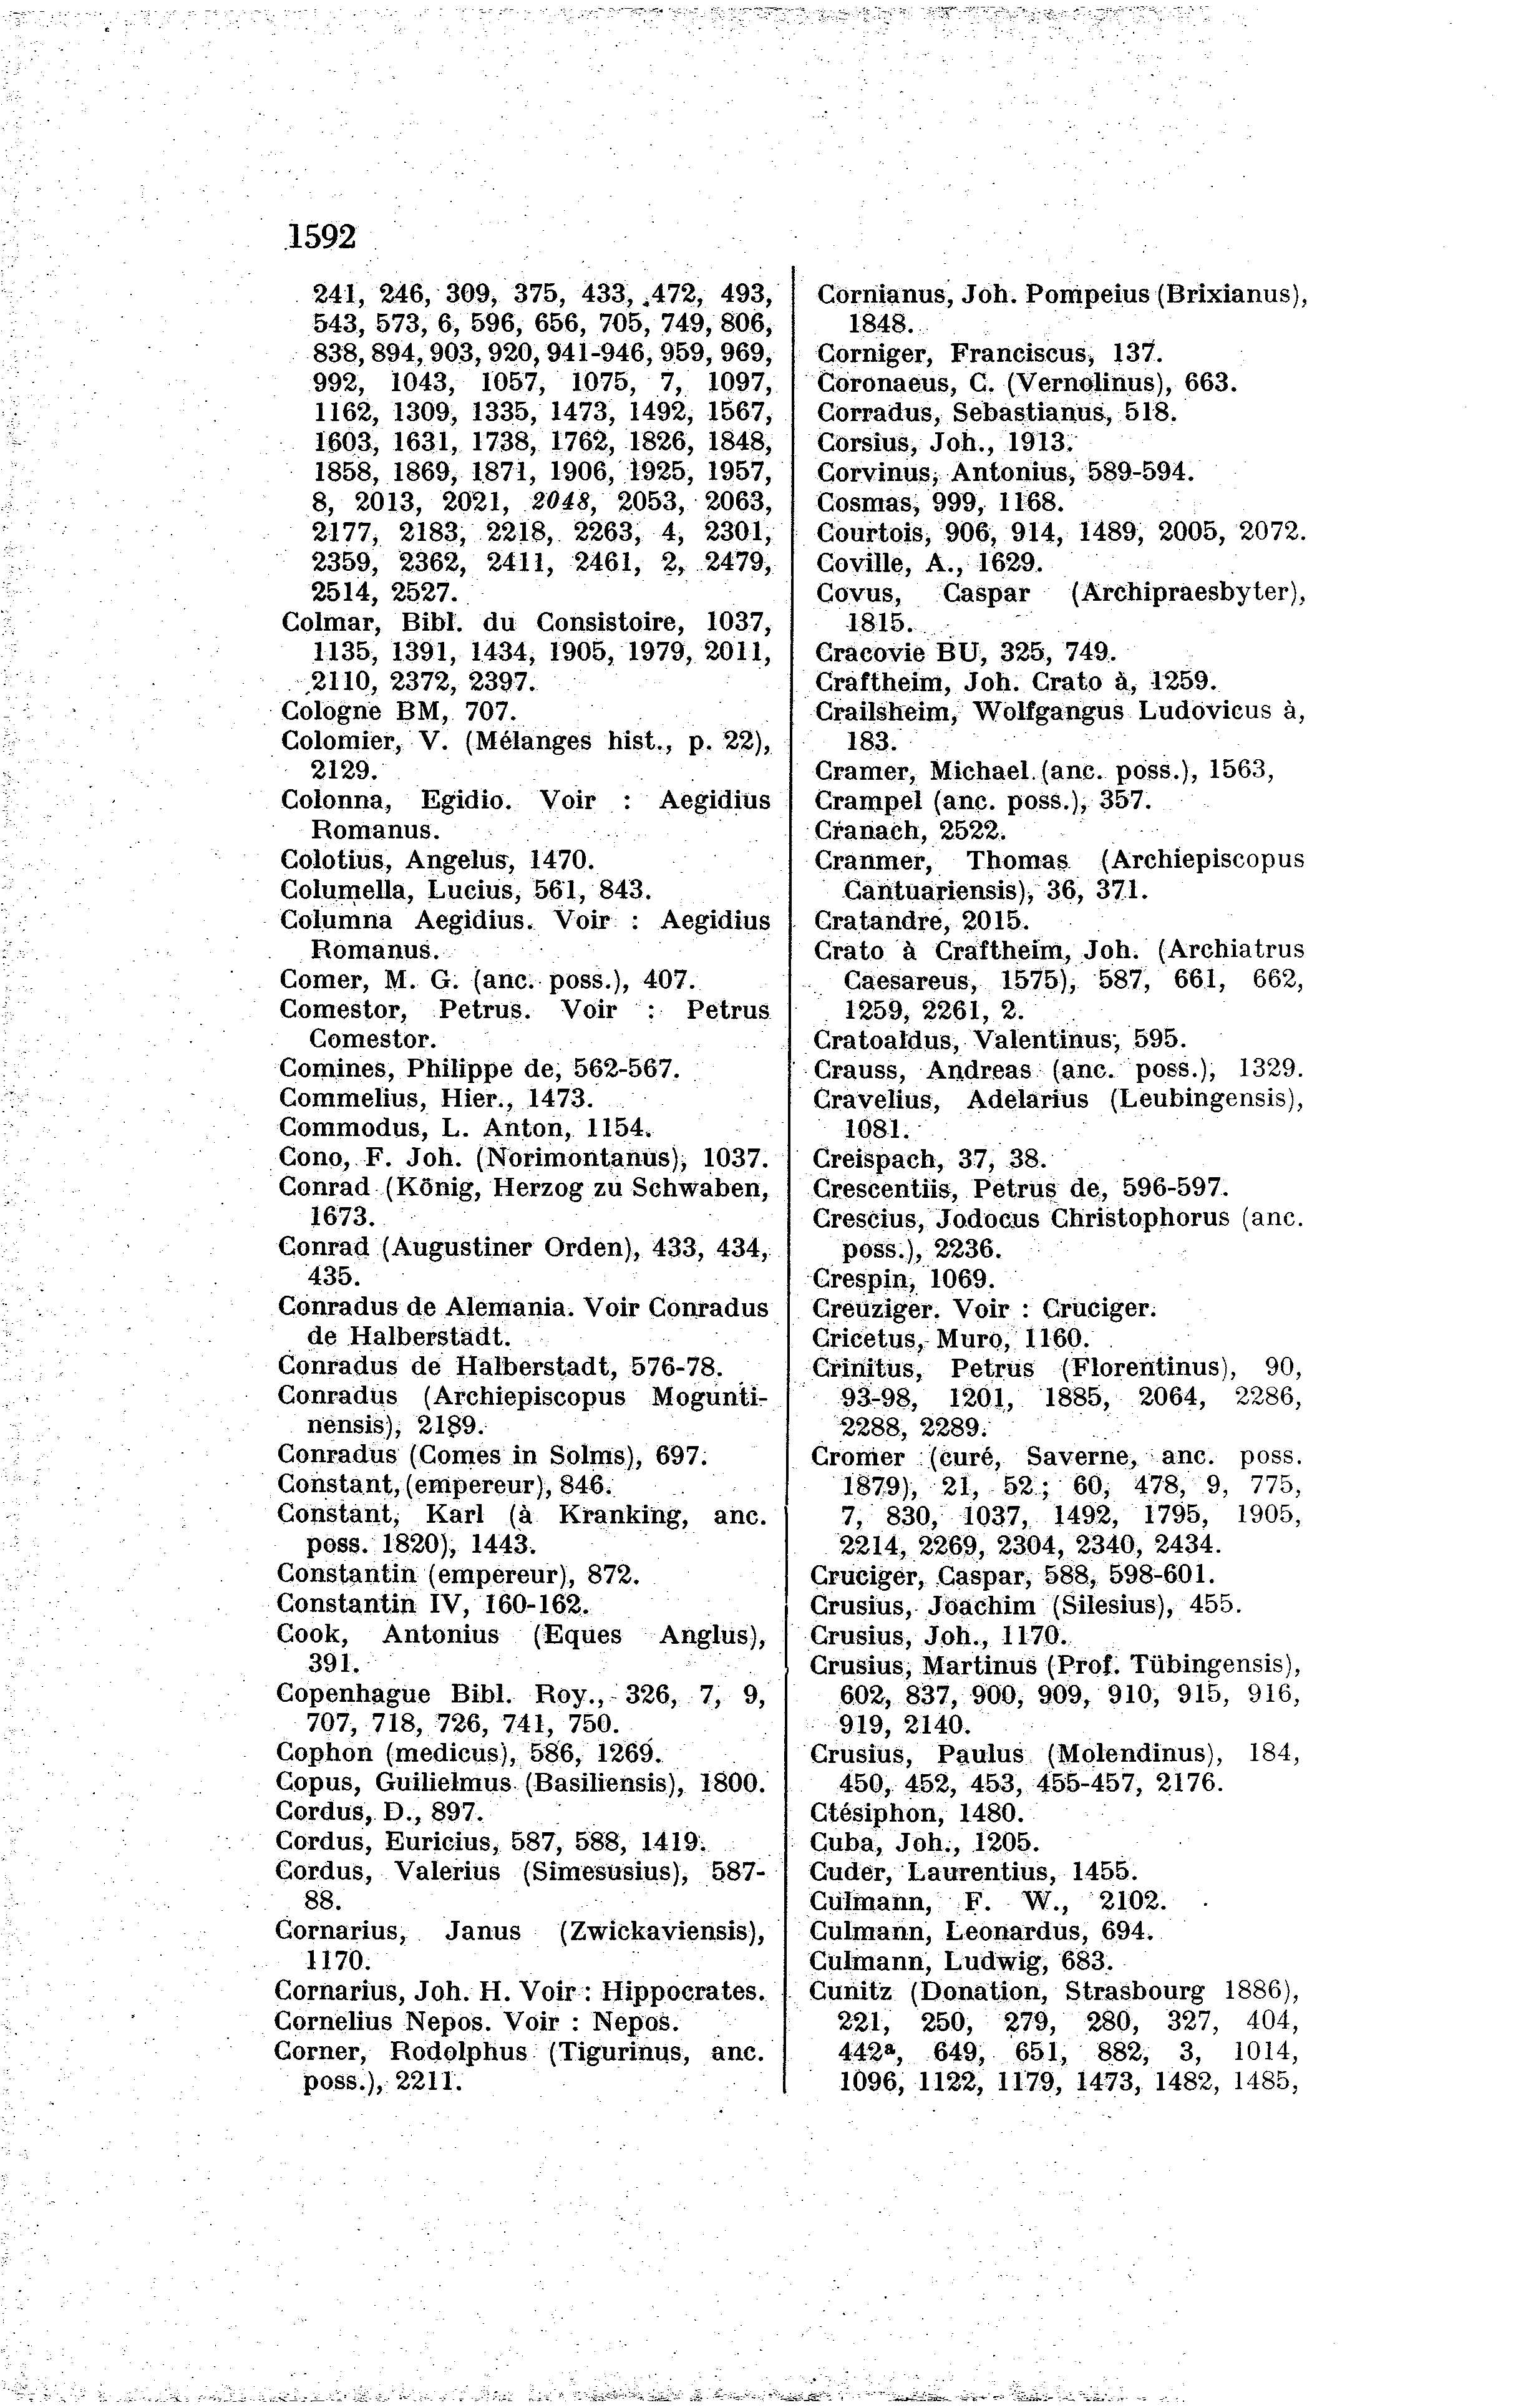 1592
241, 246, 309, 375, 433, 472, 493,
543, 573, 6, 596, 656, 705, 749, 806,
838, 894, 903, 920, 941-946, 959, 969,
992, 1043, 1057, 1075, 7, 1097,
1162, 1309, 1335, 1473, 1492, 1567,
1603, 1631, 1738, 1762, 1826, 1848,
1858, 1869, 1871, 1906, 1925, 1957,
8, 2013, 2021, 2048, 2053, 2063,
2177, 2183, 2218, 2263, 4, 2301,
2359, 2362, 2411, 2461, 2, 2479,
2514, 2527.
Colmar, Bibl. du Consistoire, 1037,
1135, 1391, 1434, 1905, 1979, 2011,
2110, 2372, 2397.
Cologne BM, 707.
Colomier, V. (Mélanges hist., p. 22),
2129.
Colonna, Egidio. Voir : Aegidius
Romanus.
Colotius, Angelus, 1470.
Columella, Lucius, 561, 843.
Columna Aegidius. Voir : Aegidius
Romanus.
Comer, M. G. (anc. poss.), 407.
Comestor, Petrus. Voir : Petrus
Comestor.
Comines, Philippe de, 562-567.
Commelius, Hier., 1473.
Commodus, L. Anton, 1154.
Cono, F. Joh. (Norimontanus), 1037.
Conrad (König, Herzog zu Schwaben,
1673.
Conrad (Augustiner Orden), 433, 434,
435.
Conradus de Alemania. Voir Conradus
de Halberstadt.
Conradus de Halberstadt, 576-78.
Conradus (Archiepiscopus Mogunti-
nensis), 2189.
Conradus (Comes in Solms), 697.
Constant, (empereur), 846.
Constant, Karl (à Kranking, anc.
poss. 1820), 1443.
Constantin (empereur), 872.
Constantin IV, 160-162.
Cook, Antonius (Eques Anglus),
391.
Copenhague Bibl. Roy., 326, 7, 9,
707, 718, 726, 741, 750.
Cophon (medicus), 586, 1269.
Copus, Guilielmus (Basiliensis), 1800.
Cordus, D., 897.
Cordus, Euricius, 587, 588, 1419.
Cordus, Valerius (Simesusius), 587-
88.
Cornarius, Janus (Zwickaviensis),
1170.
Cornarius, Joh. H. Voir : Hippocrates.
Cornelius Nepos. Voir : Nepos.
Corner, Rodolphus (Tigurinus, anc.
poss.), 2211.
Cornianus, Joh. Pompeius (Brixianus),
1848.
Corniger, Franciscus, 137.
Coronaeus, C. (Vernolinus), 663.
Corradus, Sebastianus, 518.
Corsius, Joh., 1913.
Corvinus, Antonius, 589-594.
Cosmas, 999, 1168.
Courtois, 906, 914, 1489, 2005, 2072.
Coville, A., 1629.
Covus, Caspar (Archipraesbyter),
1815.
Cracovie BU, 325, 749.
Craftheim, Joh. Crato à, 1259.
Crailsheim, Wolfgangus Ludovicus à,
183.
Cramer, Michael (anc. poss.), 1563,
Crampel (anc. poss.), 357.
Cranach, 2522.
Cranmer, Thomas (Archiepiscopus
Cantuariensis), 36, 371.
Cratandre, 2015.
Crato à Craftheim, Joh. (Archiatrus
Caesareus, 1575), 587, 661, 662,
1259, 2261, 2.
Cratoaldus, Valentinus, 595.
Crauss, Andreas (anc. poss.), 1329.
Cravelius, Adelarius (Leubingensis),
1081.
Creispach, 37, 38.
Crescentiis, Petrus de, 596-597.
Crescius, Jodocus Christophorus (anc.
poss.), 2236.
Crespin, 1069.
Creuziger. Voir : Cruciger.
Cricetus, Muro, 1160.
Crinitus, Petrus (Florentinus), 90,
93-98, 1201, 1885, 2064, 2286,
2288, 2289.
Cromer (curé, Saverne, anc. poss.
1879), 21, 52 ; 60, 478, 9, 775,
7, 830, 1037, 1492, 1795, 1905,
2214, 2269, 2304, 2340, 2434.
Cruciger, Caspar, 588, 598-601.
Crusius, Joachim (Silesius), 455.
Crusius, Joh., 1170.
Crusius, Martinus (Prof. Tübingensis),
602, 837, 900, 909, 910, 915, 916,
919, 2140.
Crusius, Paulus (Molendinus), 184,
450, 452, 453, 455-457, 2176.
Ctésiphon, 1480.
Cuba, Joh., 1205.
Cuder, Laurentius, 1455.
Culmann, F. W., 2102.
Culmann, Leonardus, 694.
Culmann, Ludwig, 683.
Cunitz (Donation, Strasbourg 1886),
221, 250, 279, 280, 327, 404,
442ª, 649, 651, 882, 3, 1014,
1096, 1122, 1179, 1473, 1482, 1485,